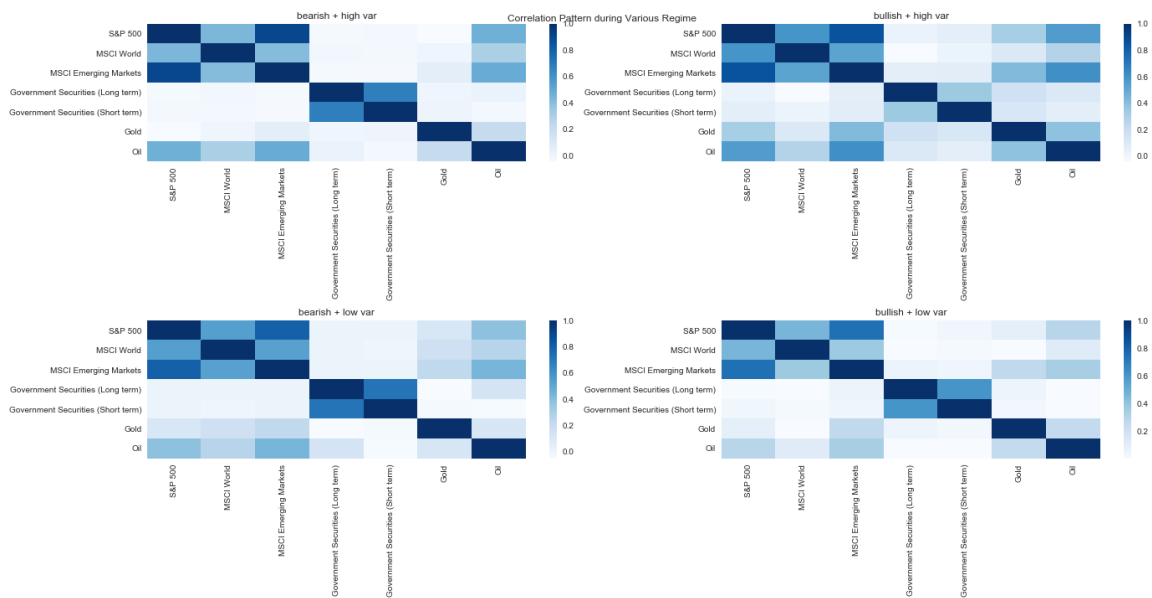 Correlation Pattern during Various Regime
bearish + high var
S&P 500
MSCI World
MSCI Emerging Markets
Government Securities (Long term)
Government Securities (Short term)
Gold
Oil
S&P 500
MSCI World
MSCI Emerging Markets
Government Securities (Long term)
Government Securities (Short term)
Gold
Oil
1.0
0.8
0.6
0.4
0.2
0.0
bullish + high var
S&P 500
MSCI World
MSCI Emerging Markets
Government Securities (Long term)
Government Securities (Short term)
Gold
Oil
S&P 500
MSCI World
MSCI Emerging Markets
Government Securities (Long term)
Government Securities (Short term)
Gold
Oil
1.0
0.8
0.6
0.4
0.2
0.0
bearish + low var
S&P 500
MSCI World
MSCI Emerging Markets
Government Securities (Long term)
Government Securities (Short term)
Gold
Oil
S&P 500
MSCI World
MSCI Emerging Markets
Government Securities (Long term)
Government Securities (Short term)
Gold
Oil
1.0
0.8
0.6
0.4
0.2
0.0
bullish + low var
S&P 500
MSCI World
MSCI Emerging Markets
Government Securities (Long term)
Government Securities (Short term)
Gold
Oil
S&P 500
MSCI World
MSCI Emerging Markets
Government Securities (Long term)
Government Securities (Short term)
Gold
Oil
1.0
0.8
0.6
0.4
0.2